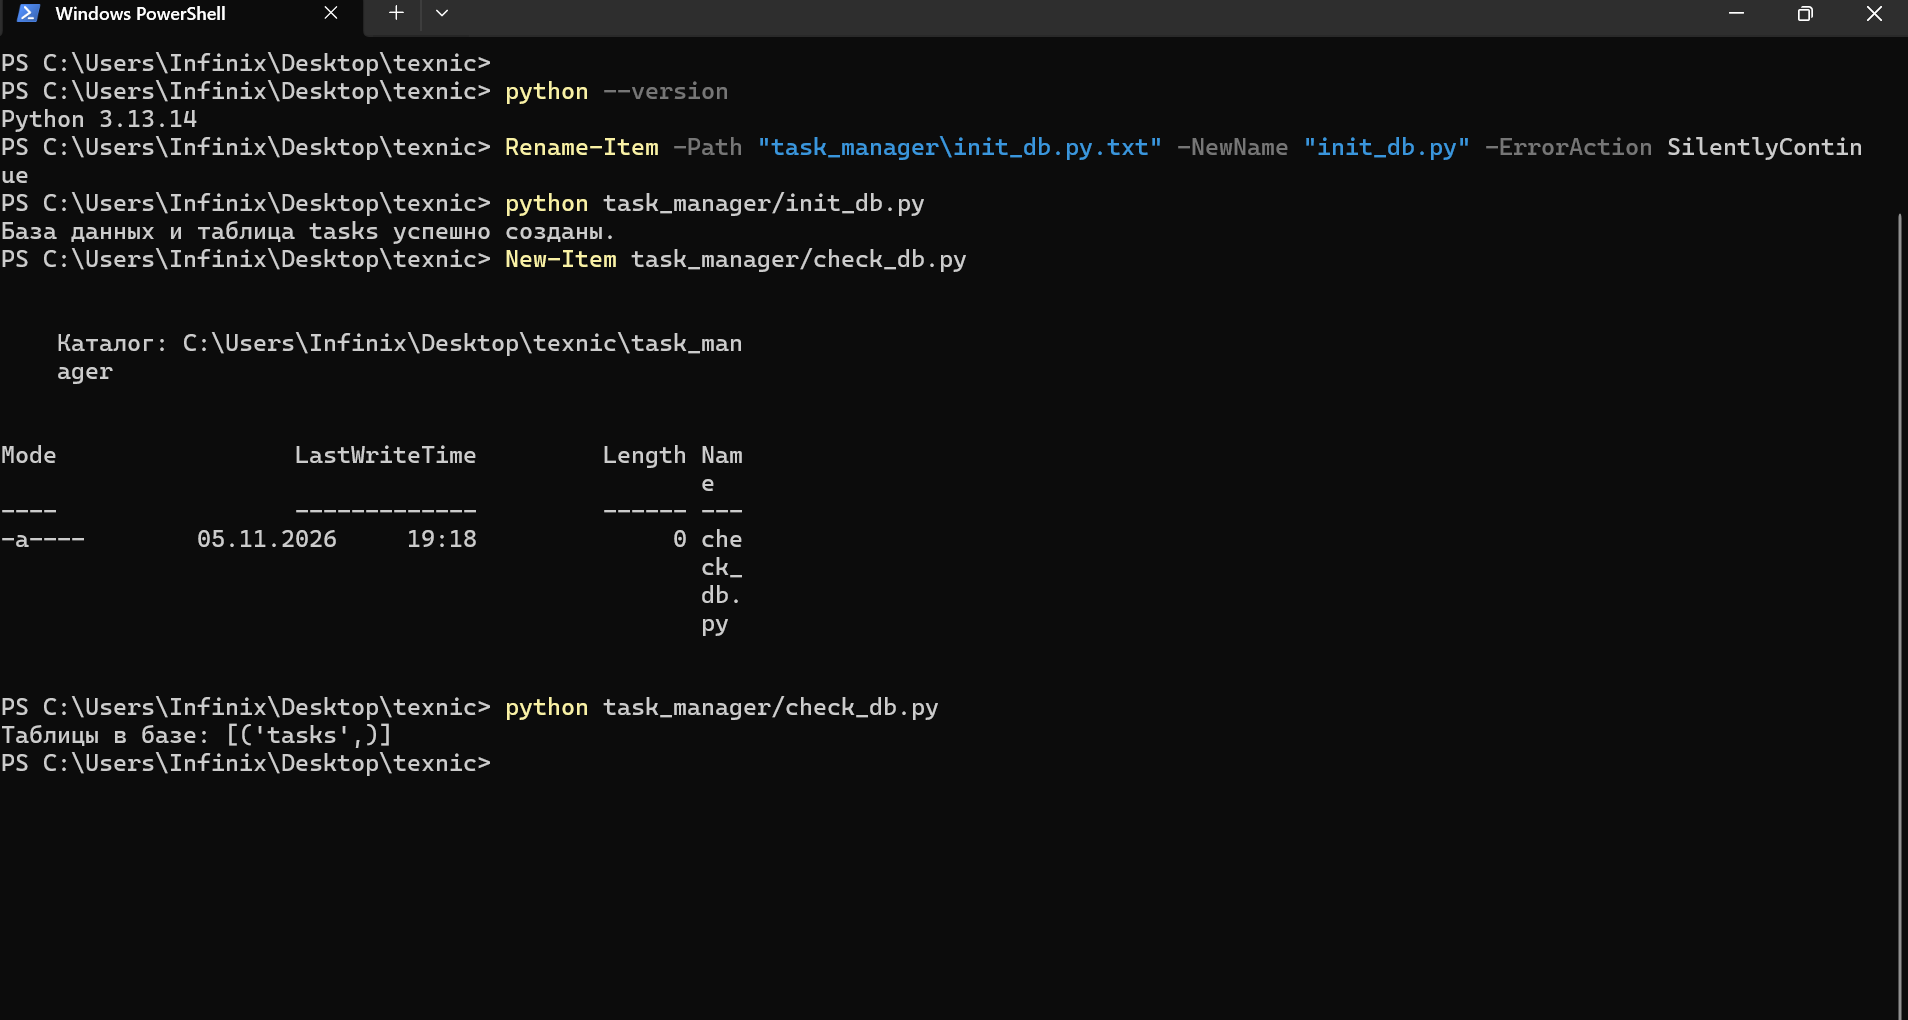 Windows PowerShell
PS C:\Users\Infinix\Desktop\texnic>
PS C:\Users\Infinix\Desktop\texnic> python --version
Python 3.13.14
PS C:\Users\Infinix\Desktop\texnic> Rename-Item -Path "task_manager\init_db.py.txt" -NewName "init_db.py" -ErrorAction SilentlyContin
ue
PS C:\Users\Infinix\Desktop\texnic> python task_manager/init_db.py
База данных и таблица tasks успешно созданы.
PS C:\Users\Infinix\Desktop\texnic> New-Item task_manager/check_db.py
Каталог: C:\Users\Infinix\Desktop\texnic\task_man
ager
Mode                 LastWriteTime         Length Nam
e
----                 ------------- ------ ---
-a----        05.11.2026     19:18              0 che
ck_
db.
py
PS C:\Users\Infinix\Desktop\texnic> python task_manager/check_db.py
Таблицы в базе: [('tasks',)]
PS C:\Users\Infinix\Desktop\texnic>